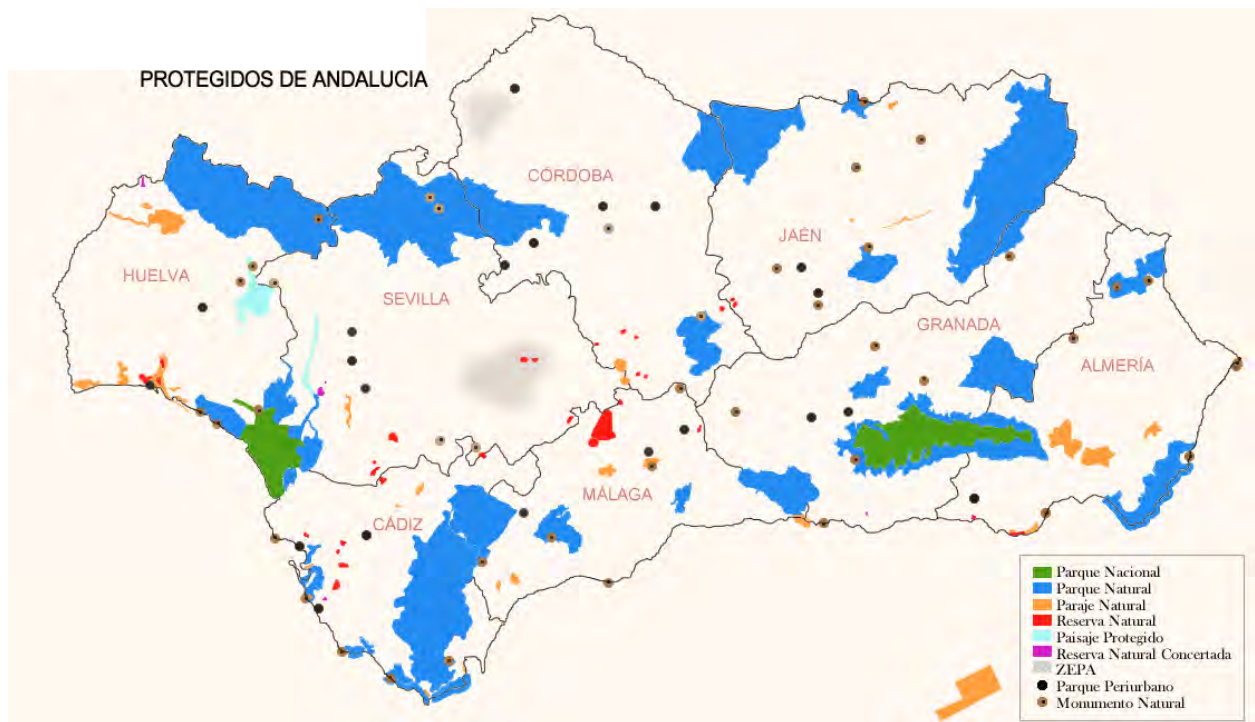 PROTEGIDOS DE ANDALUCIA
CÓRDOBA
JAÉN
HUELVA
SEVILLA
GRANADA
ALMERÍA
MÁLAGA
CÁDIZ
Parque Nacional
Parque Natural
Paraje Natural
Reserva Natural
Paisaje Protegido
Reserva Natural Concertada
ZEPA
Parque Periurbano
Monumento Natural